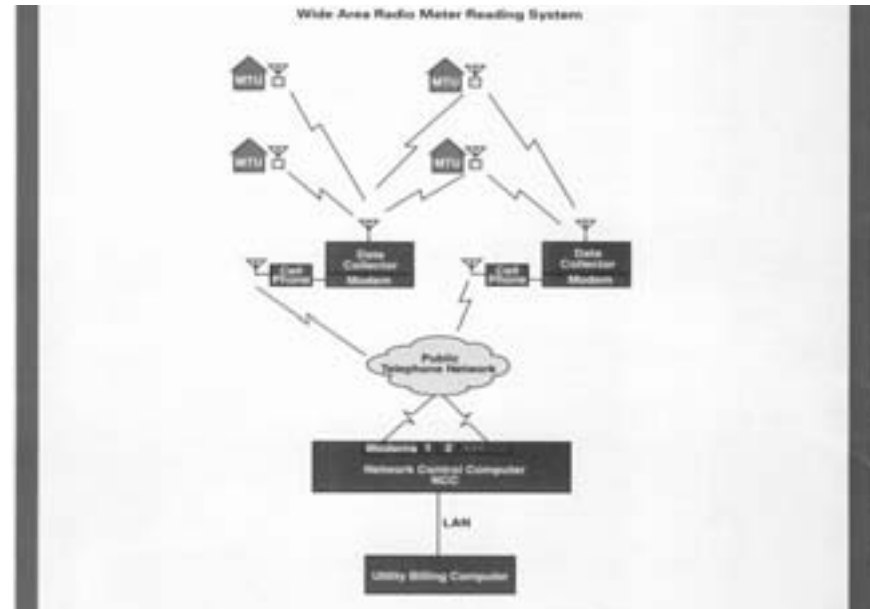 Wide Area Radio Meter Reading System
MTU
MTU
MTU
MTU
Data
Collector
Modem
Cell
Phone
Data
Collector
Modem
Cell
Phone
Public
Telephone Network
Modems 1 2 ....
Network Control Computer
NCC
LAN
Utility Billing Computer